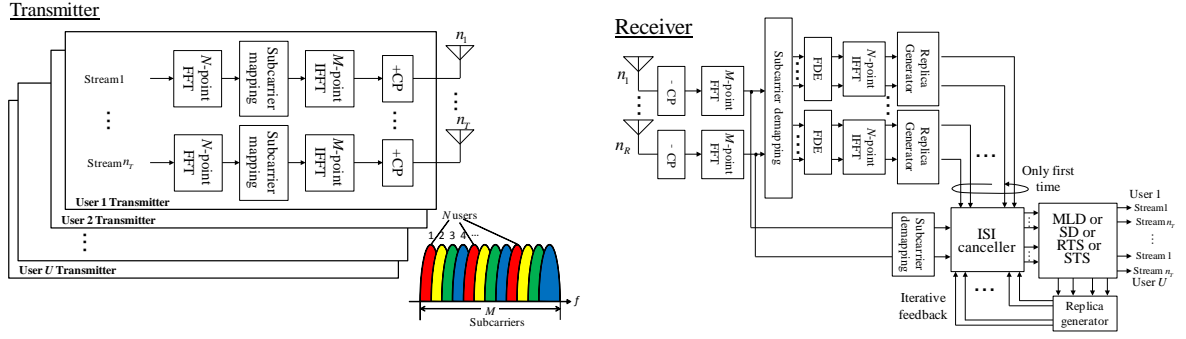 Transmitter
Stream1
N-point
FFT
Subcarrier
mapping
M-point
IFFT
+CP
n1
Stream nT
N-point
FFT
Subcarrier
mapping
M-point
IFFT
+CP
nT
User 1 Transmitter
User 2 Transmitter
User U Transmitter
N users
1 2 3 4 ...
f
M
Subcarriers
Receiver
n1
- CP
M-point
FFT
nR
- CP
M-point
FFT
Subcarrier demapping
FDE
N-point
IFFT
Replica
Generator
FDE
N-point
IFFT
Replica
Generator
Only first
time
Subcarrier
demapping
ISI
canceller
MLD or
SD or
RTS or
STS
User 1
Stream1
Stream nT
Stream 1
Stream nT
User U
Iterative
feedback
Replica
generator